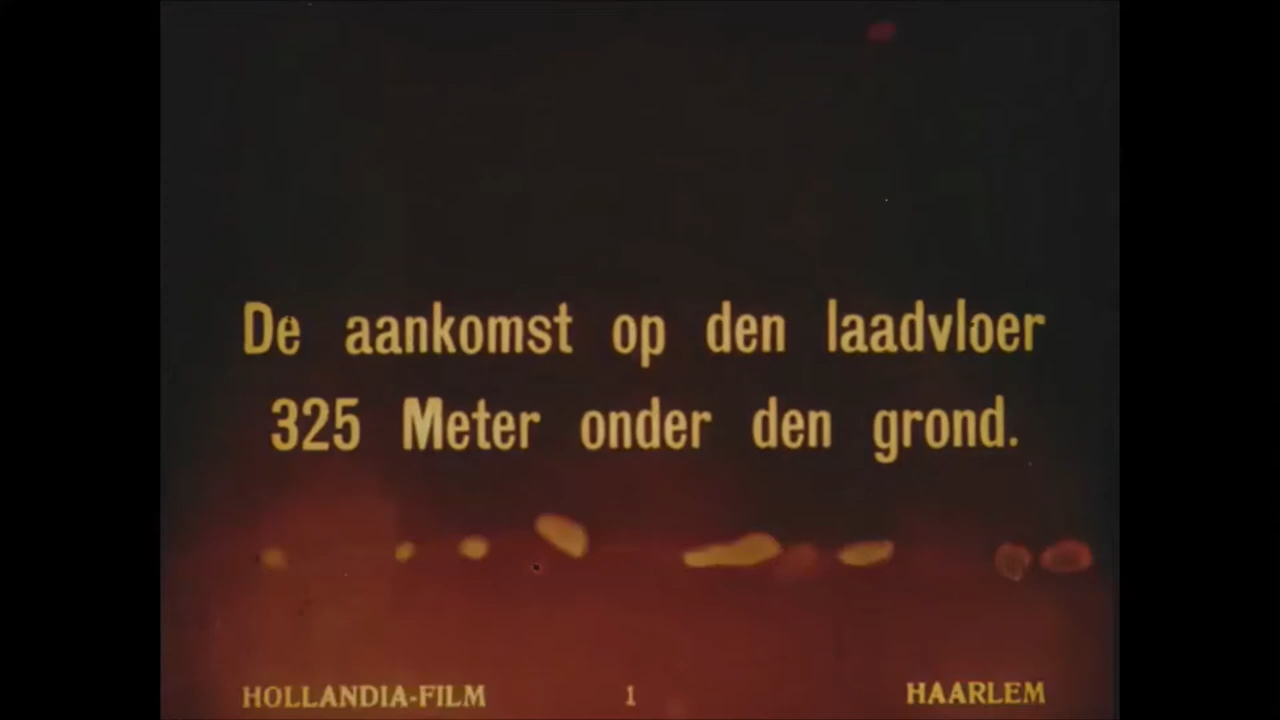 De aankomst op den laadvloer
325 Meter onder den grond.
HOLLANDIA-FILM 1 HAARLEM